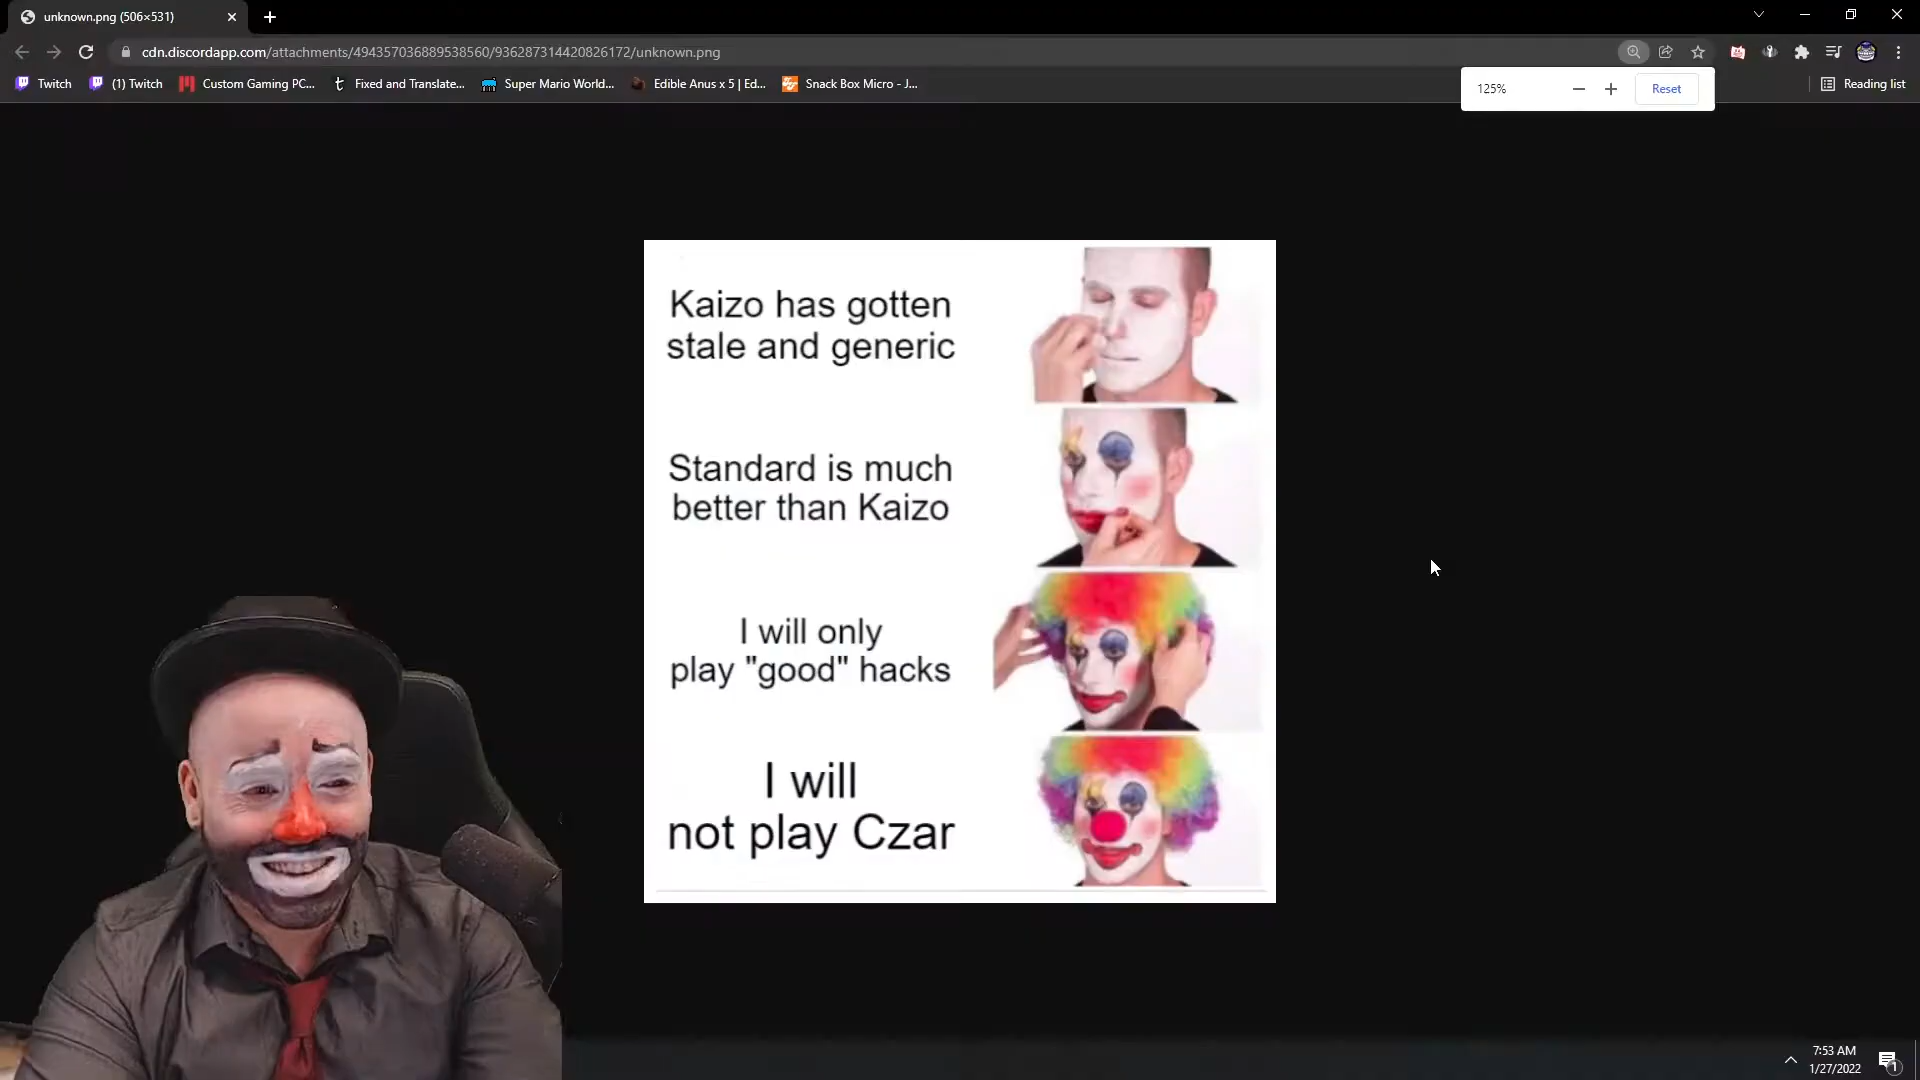 unknown.png (506×531)
cdn.discordapp.com/attachments/494357036889538560/936287314420826172/unknown.png
Twitch
(1) Twitch
Custom Gaming PC...
Fixed and Translate...
Super Mario World...
Edible Anus x 5 | Ed...
Snack Box Micro - J...
Reading list
125%
Reset
Kaizo has gotten
stale and generic
Standard is much
better than Kaizo
I will only
play "good" hacks
I will
not play Czar
7:53 AM
1/27/2022
1